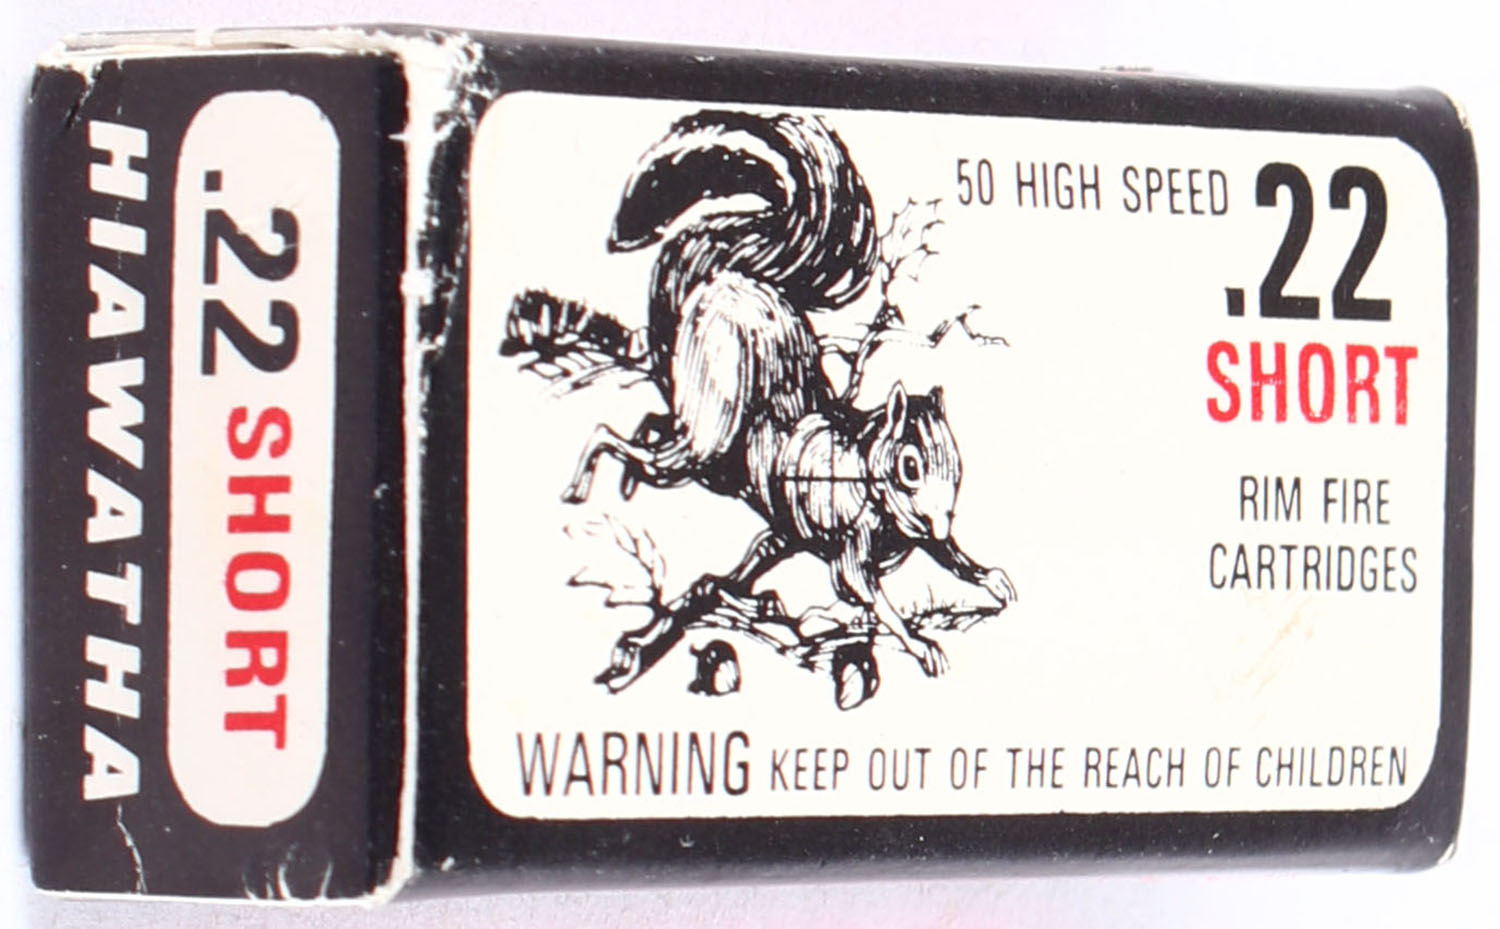 HIAWATHA
.22 SHORT
50 HIGH SPEED .22
SHORT
RIM FIRE
CARTRIDGES
WARNING KEEP OUT OF THE REACH OF CHILDREN